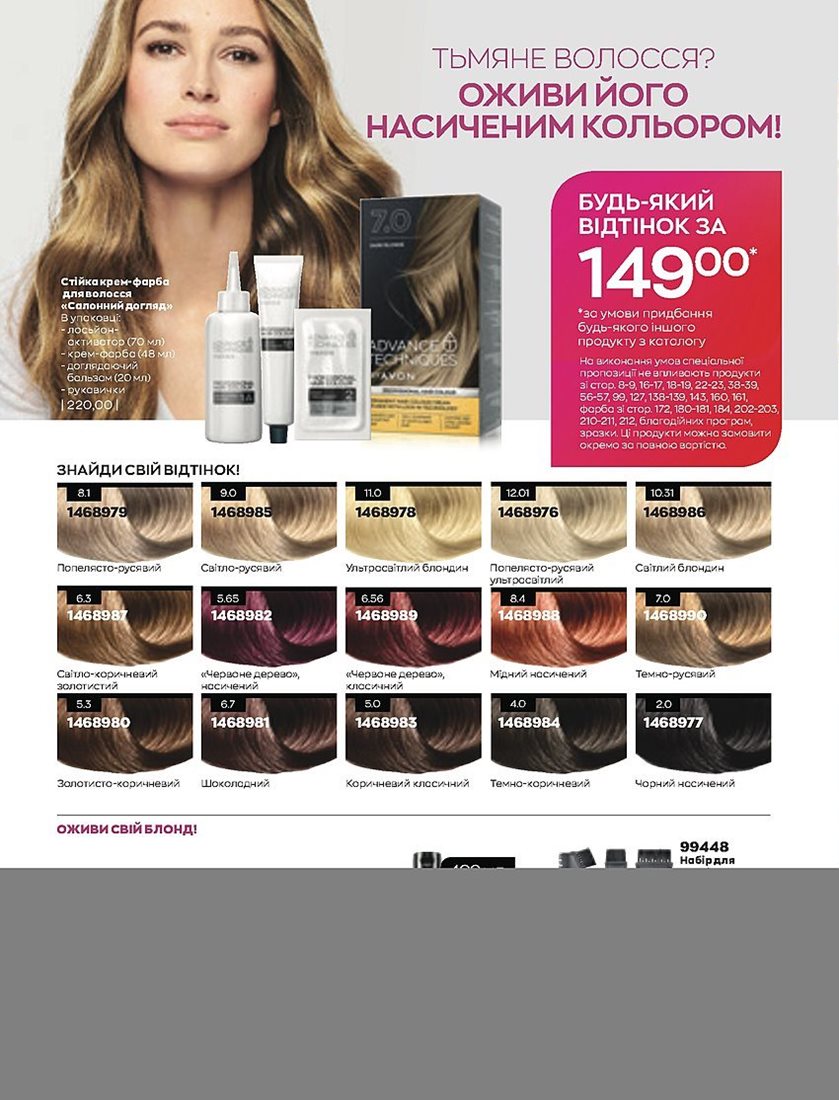 ТЬМЯНЕ ВОЛОССЯ?
ОЖИВИ ЙОГО
НАСИЧЕНИМ КОЛЬОРОМ!
БУДЬ-ЯКИЙ
ВІДТІНОК ЗА
149⁰⁰*
*за умови придбання
будь-якого іншого
продукту з каталогу
На виконання умов спеціальної
пропозиції не впливають продукти
зі стор. 8-9, 16-17, 18-19, 22-23, 38-39,
56-57, 99, 127, 138-139, 143, 160, 161,
фарба зі стор. 172, 180-181, 184, 202-203,
210-211, 212, благодійних програм,
зразки. Ці продукти можна замовити
окремо за повною вартістю.
Стійка крем-фарба
для волосся
«Салонний догляд»
В упаковці:
- лосьйон-
активатор (70 мл)
- крем-фарба (48 мл)
- доглядаючий
бальзам (20 мл)
- рукавички
| 220,00 |
7.0
DARK BLONDE
ADVANCE
TECHNIQUES
AVON
PROFESSIONAL HAIR COLOUR
ЗНАЙДИ СВІЙ ВІДТІНОК!
8.1 9.0 11.0 12.01 10.31
1468979 1468985 1468978 1468976 1468986
Попелясто-русявий Світло-русявий Ультрасвітлий блондин Попелясто-русявий Світлий блондин
ультрасвітлий
6.3 5.65 6.56 8.4 7.0
1468987 1468982 1468989 1468988 1468990
Світло-коричневий «Червоне дерево», «Червоне дерево», Мідний насичений Темно-русявий
золотистий насичений класичний
5.3 6.7 5.0 4.0 2.0
1468980 1468981 1468983 1468984 1468977
Золотисто-коричневий Шоколадний Коричневий класичний Темно-коричневий Чорний насичений
ОЖИВИ СВІЙ БЛОНД!
99448
Набір для